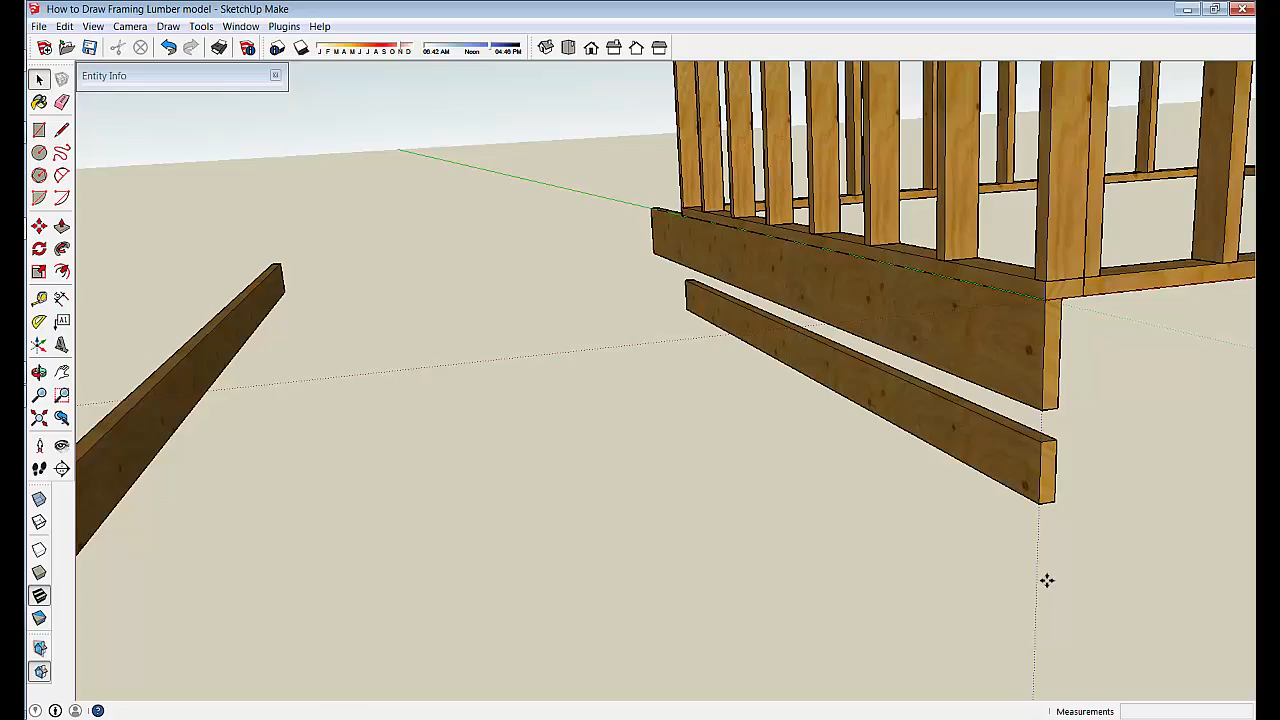 How to Draw Framing Lumber model - SketchUp Make
File Edit View Camera Draw Tools Window Plugins Help
J F M A M J J A S O N D 06:42 AM Noon 04:46 PM
Entity Info
A1
Measurements